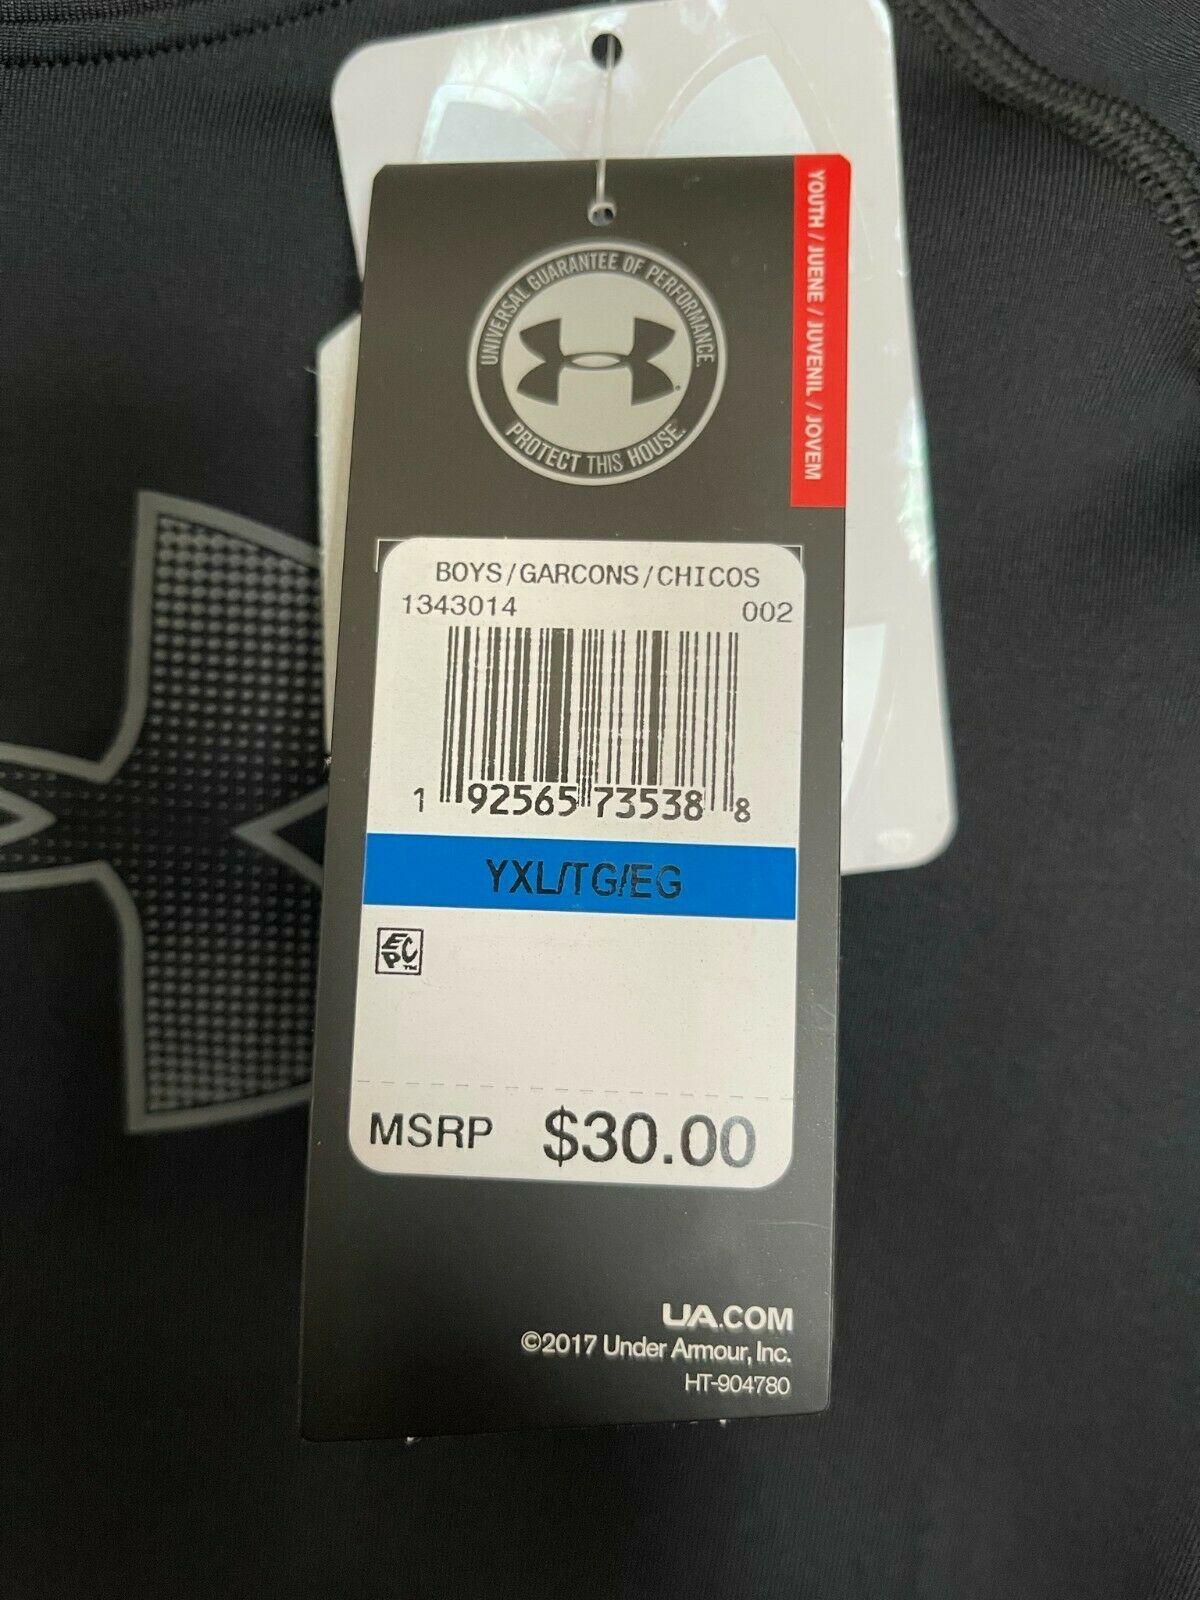 YOUTH / JUENE / JUVENIL / JOVEM
UNIVERSAL GUARANTEE OF PERFORMANCE.
PROTECT THIS HOUSE.
BOYS/GARCONS/CHICOS
1343014 002
1 92565 73538 8
YXL/TG/EG
EPC™
MSRP $30.00
UA.COM
©2017 Under Armour, Inc.
HT-904780